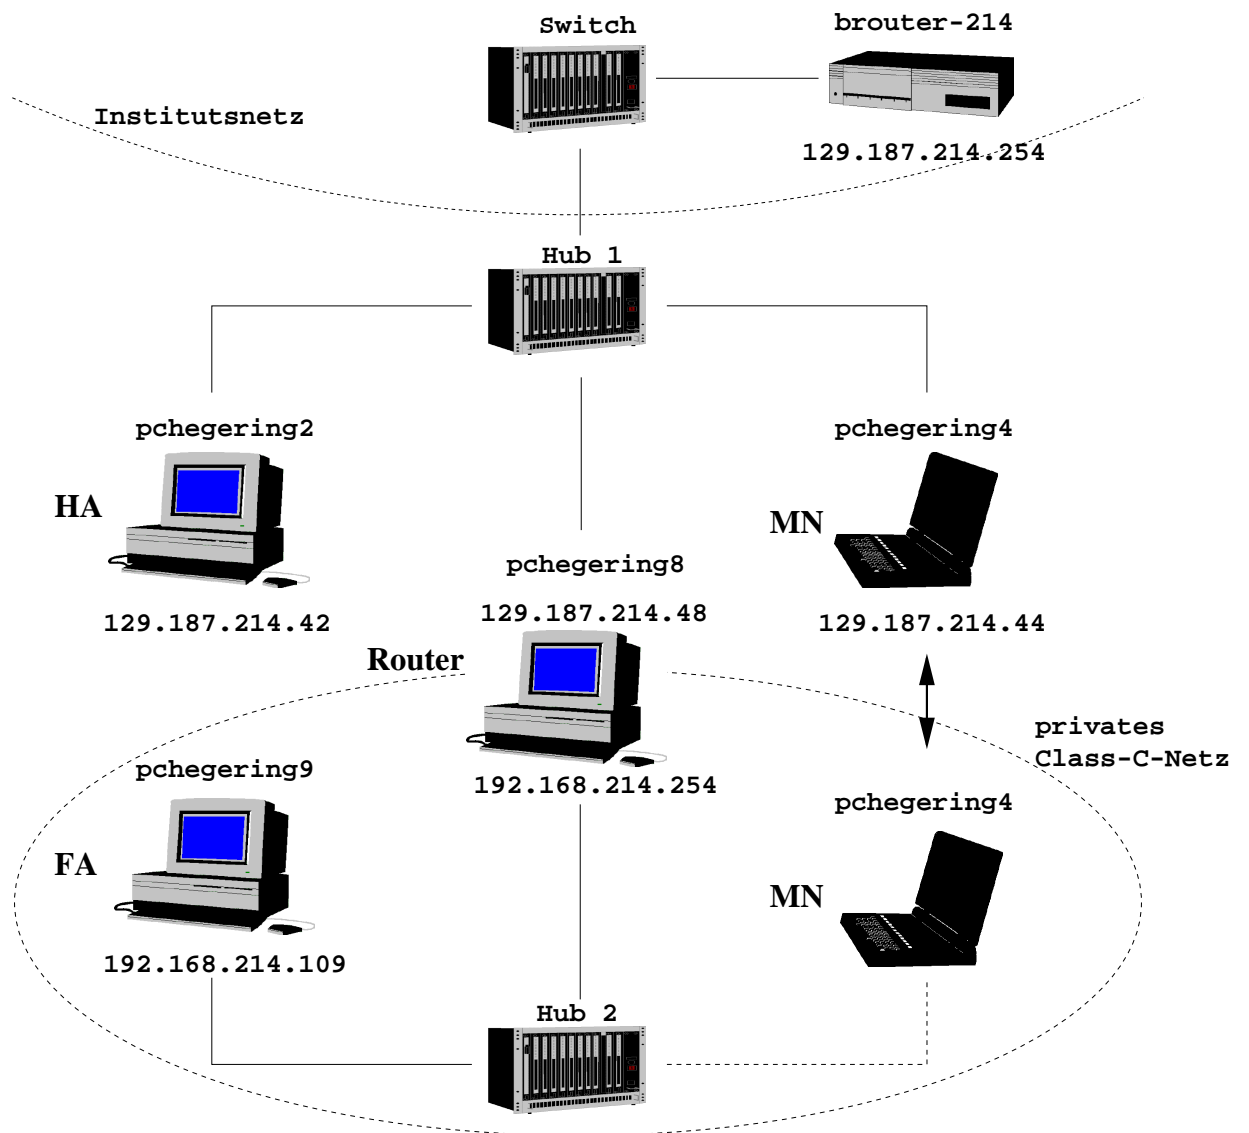 Switch
brouter-214
Institutsnetz
129.187.214.254
Hub 1
pchegering2
pchegering4
HA
MN
pchegering8
129.187.214.42
129.187.214.48
129.187.214.44
Router
privates
Class-C-Netz
pchegering9
192.168.214.254
pchegering4
FA
MN
192.168.214.109
Hub 2